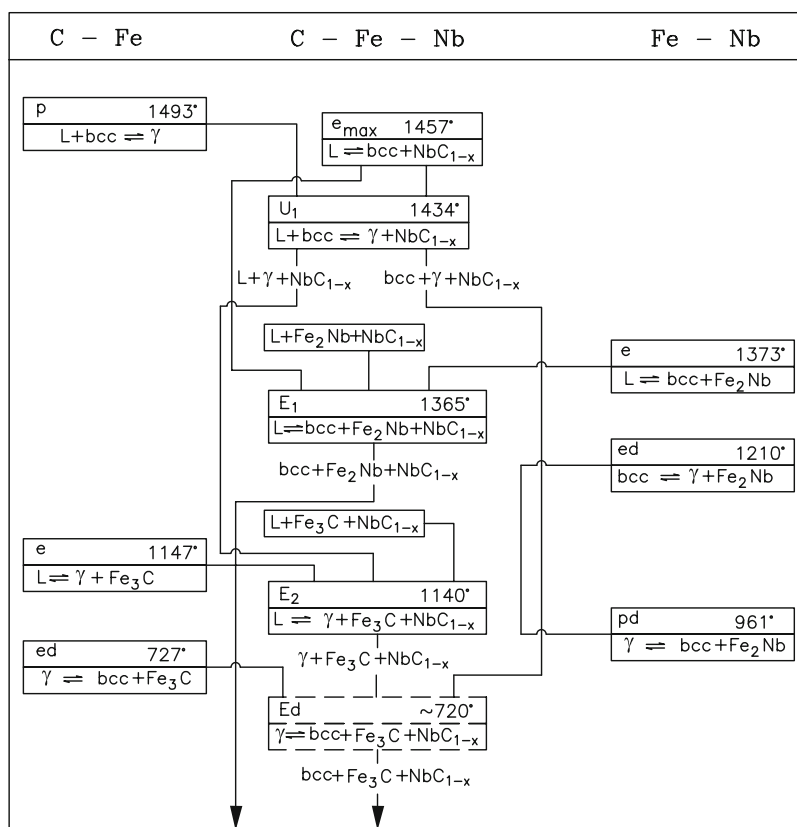 C – Fe
C – Fe – Nb
Fe – Nb
p 1493°
L+bcc ⇌ γ
e_max 1457°
L ⇌ bcc+NbC₁₋ₓ
U₁ 1434°
L+bcc ⇌ γ+NbC₁₋ₓ
L+γ+NbC₁₋ₓ
bcc+γ+NbC₁₋ₓ
L+Fe₂Nb+NbC₁₋ₓ
e 1373°
L ⇌ bcc+Fe₂Nb
E₁ 1365°
L⇌bcc+Fe₂Nb+NbC₁₋ₓ
bcc+Fe₂Nb+NbC₁₋ₓ
ed 1210°
bcc ⇌ γ+Fe₂Nb
L+Fe₃C+NbC₁₋ₓ
e 1147°
L⇌ γ+Fe₃C
E₂ 1140°
L ⇌ γ+Fe₃C+NbC₁₋ₓ
γ+Fe₃C+NbC₁₋ₓ
pd 961°
γ ⇌ bcc+Fe₂Nb
ed 727°
γ ⇌ bcc+Fe₃C
Ed ~720°
γ⇌bcc+Fe₃C+NbC₁₋ₓ
bcc+Fe₃C+NbC₁₋ₓ